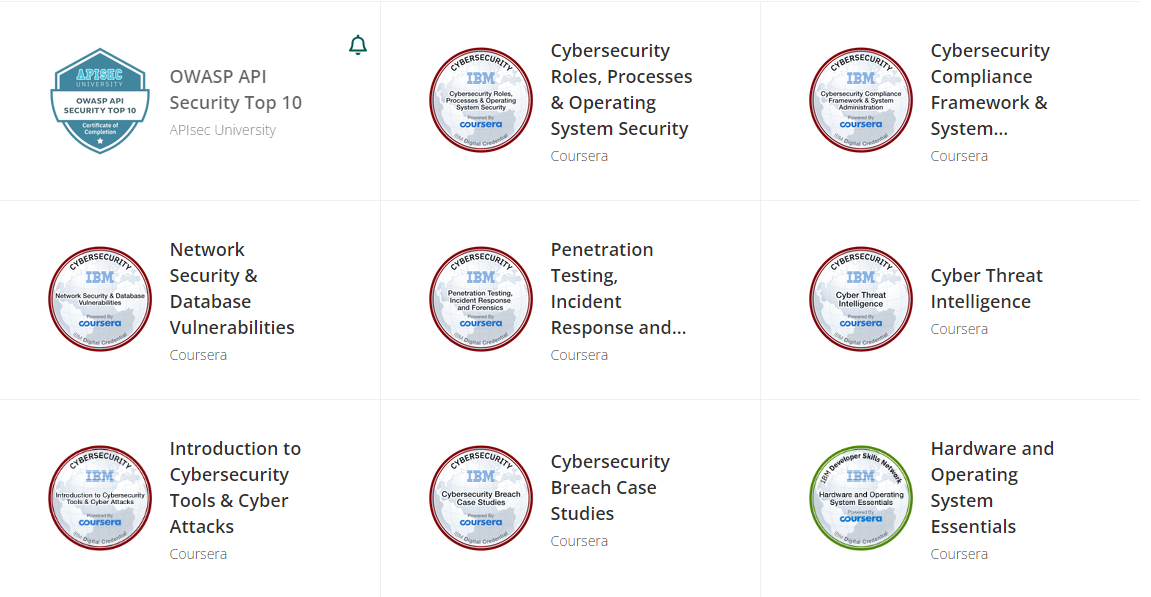 APISEC
UNIVERSITY
OWASP API
SECURITY TOP 10
Certificate of
Completion
OWASP API
Security Top 10
APIsec University
CYBERSECURITY
IBM
Cybersecurity Roles,
Processes & Operating
System Security
Powered By
coursera
IBM Digital Credential
Cybersecurity
Roles, Processes
& Operating
System Security
Coursera
CYBERSECURITY
IBM
Cybersecurity Compliance
Framework & System
Administration
Powered By
coursera
IBM Digital Credential
Cybersecurity
Compliance
Framework &
System...
Coursera
CYBERSECURITY
IBM
Network Security & Database
Vulnerabilities
Powered By
coursera
IBM Digital Credential
Network
Security &
Database
Vulnerabilities
Coursera
CYBERSECURITY
IBM
Penetration Testing,
Incident Response
and Forensics
Powered By
coursera
IBM Digital Credential
Penetration
Testing,
Incident
Response and...
Coursera
CYBERSECURITY
IBM
Cyber Threat
Intelligence
Powered By
coursera
IBM Digital Credential
Cyber Threat
Intelligence
Coursera
CYBERSECURITY
IBM
Introduction to Cybersecurity
Tools & Cyber Attacks
Powered By
coursera
IBM Digital Credential
Introduction to
Cybersecurity
Tools & Cyber
Attacks
Coursera
CYBERSECURITY
IBM
Cybersecurity Breach
Case Studies
Powered By
coursera
IBM Digital Credential
Cybersecurity
Breach Case
Studies
Coursera
IBM Developer Skills Network
IBM
Hardware and Operating
System Essentials
Powered By
coursera
IBM Digital Credential
Hardware and
Operating
System
Essentials
Coursera